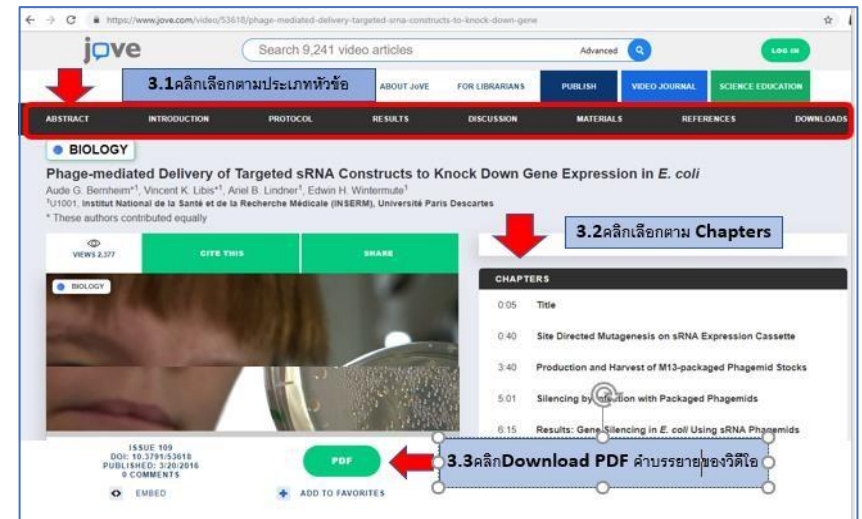 https://www.jove.com/video/53618/phage-mediated-delivery-targeted-srna-constructs-to-knock-down-gene
jove
Search 9,241 video articles
Advanced
LOG IN
3.1คลิกเลือกตามประเภทหัวข้อ
ABOUT JoVE
FOR LIBRARIANS
PUBLISH
VIDEO JOURNAL
SCIENCE EDUCATION
ABSTRACT INTRODUCTION PROTOCOL RESULTS DISCUSSION MATERIALS REFERENCES DOWNLOADS
BIOLOGY
Phage-mediated Delivery of Targeted sRNA Constructs to Knock Down Gene Expression in E. coli
Aude G. Bernheim*1, Vincent K. Libis*1, Ariel B. Lindner1, Edwin H. Wintermute1
1U1001, Institut National de la Santé et de la Recherche Médicale (INSERM), Université Paris Descartes
* These authors contributed equally
3.2คลิกเลือกตาม Chapters
VIEWS 2,377
CITE THIS
SHARE
BIOLOGY
CHAPTERS
0:05 Title
0:40 Site Directed Mutagenesis on sRNA Expression Cassette
3:40 Production and Harvest of M13-packaged Phagemid Stocks
5:01 Silencing by Infection with Packaged Phagemids
6:15 Results: Gene Silencing in E. coli Using sRNA Phagemids
ISSUE 109
DOI: 10.3791/53618
PUBLISHED: 3/20/2016
0 COMMENTS
PDF
3.3คลิกDownload PDF คำบรรยายของวิดีโอ
EMBED
ADD TO FAVORITES